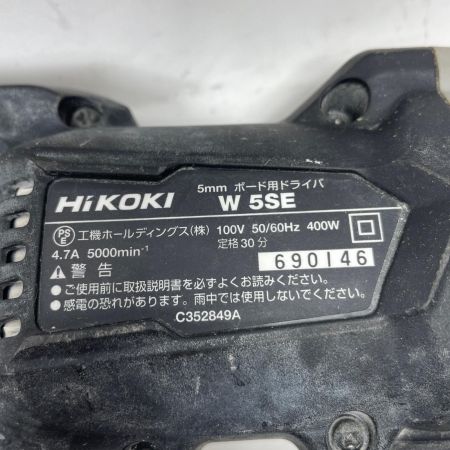 5mm ボード用ドライバ
HiKOKI W 5SE
PS E 工機ホールディングス(株) 100V 50/60Hz 400W
4.7A 5000min⁻¹ 定格30分
690146
⚠ 警告
●ご使用前に取扱説明書を必ずよくお読みください。
●感電の恐れがあります。雨中では使用しないでください。
C352849A